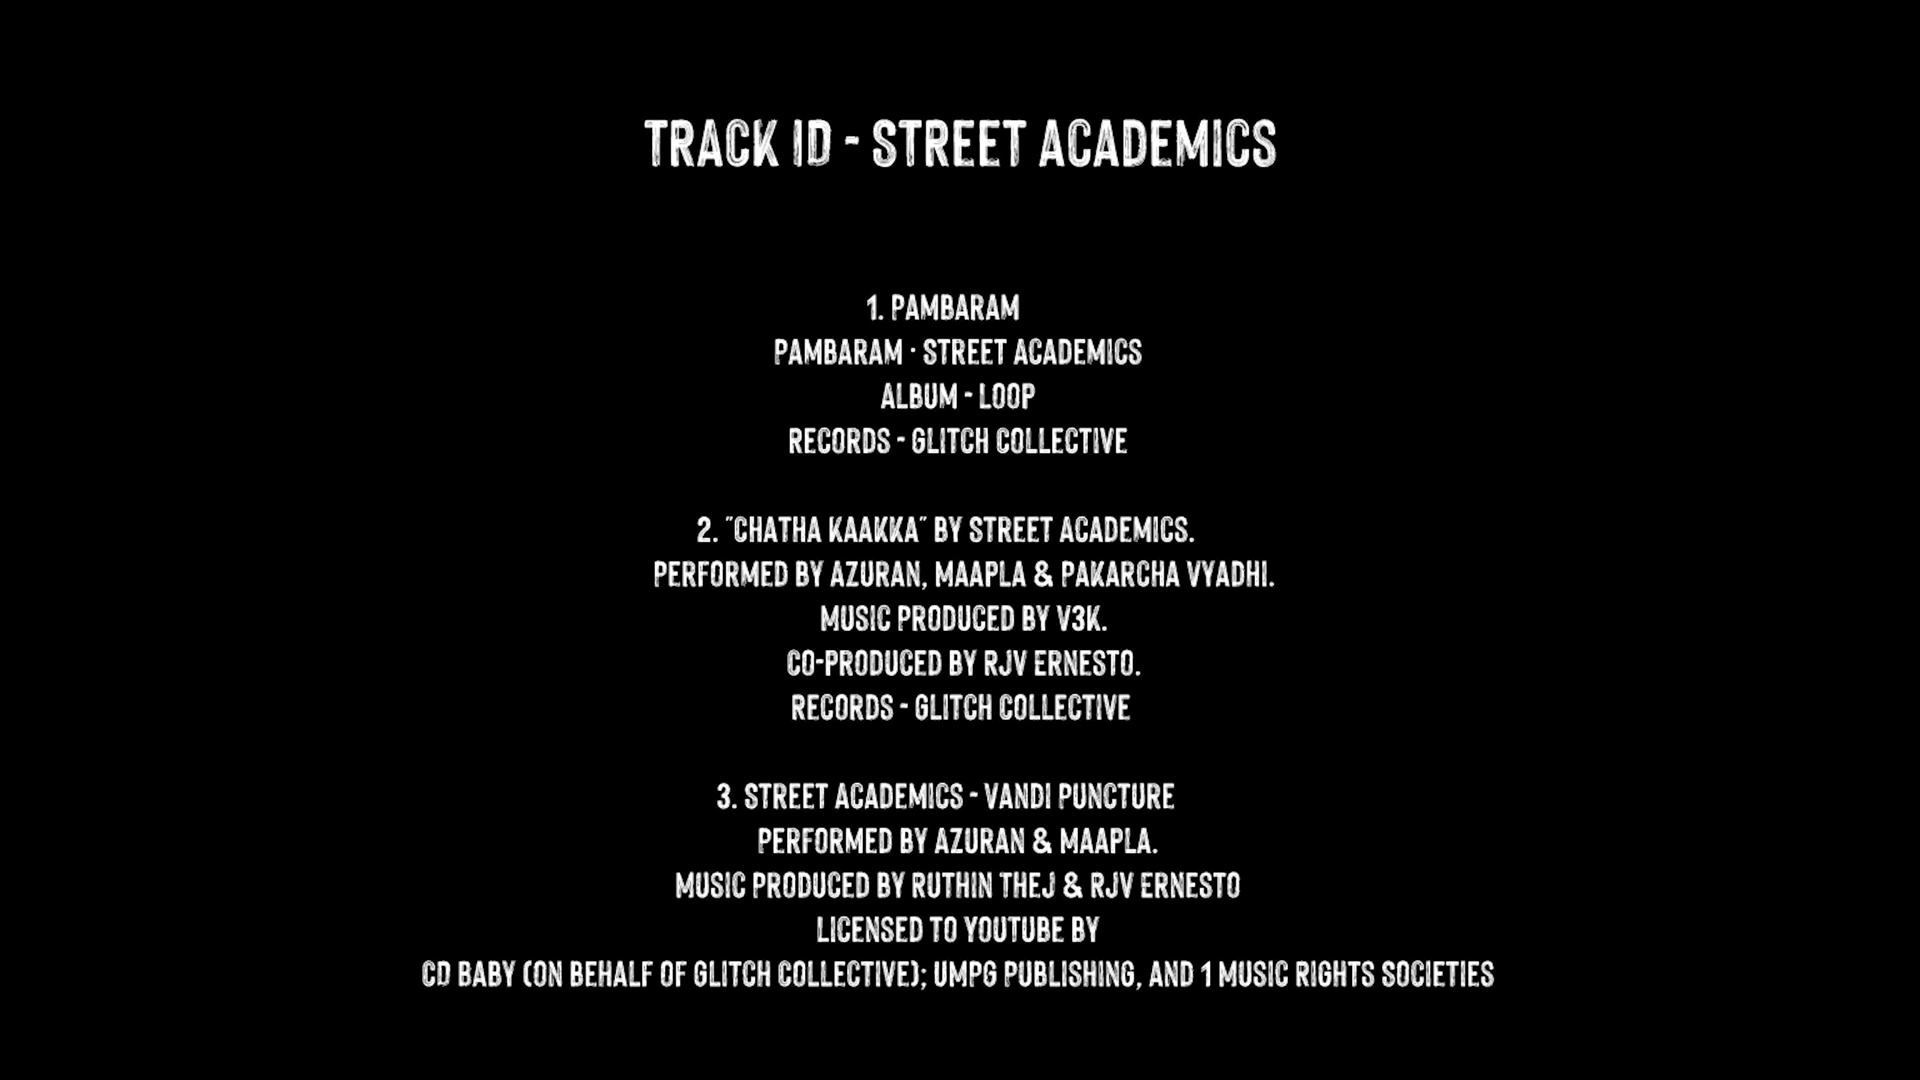 TRACK ID - STREET ACADEMICS
1. PAMBARAM
PAMBARAM · STREET ACADEMICS
ALBUM - LOOP
RECORDS - GLITCH COLLECTIVE
2. "CHATHA KAAKKA" BY STREET ACADEMICS.
PERFORMED BY AZURAN, MAAPLA & PAKARCHA VYADHI.
MUSIC PRODUCED BY V3K.
CO-PRODUCED BY RJV ERNESTO.
RECORDS - GLITCH COLLECTIVE
3. STREET ACADEMICS - VANDI PUNCTURE
PERFORMED BY AZURAN & MAAPLA.
MUSIC PRODUCED BY RUTHIN THEJ & RJV ERNESTO
LICENSED TO YOUTUBE BY
CD BABY (ON BEHALF OF GLITCH COLLECTIVE); UMPG PUBLISHING, AND 1 MUSIC RIGHTS SOCIETIES